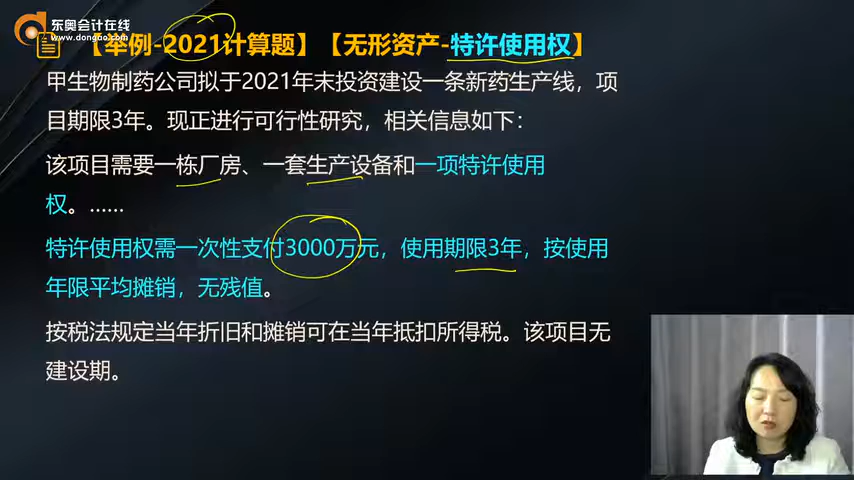 东奥会计在线
www.dongao.com
【举例-2021计算题】【无形资产-特许使用权】
甲生物制药公司拟于2021年末投资建设一条新药生产线，项
目期限3年。现正进行可行性研究，相关信息如下：
该项目需要一栋厂房、一套生产设备和一项特许使用
权。......
特许使用权需一次性支付3000万元，使用期限3年，按使用
年限平均摊销，无残值。
按税法规定当年折旧和摊销可在当年抵扣所得税。该项目无
建设期。